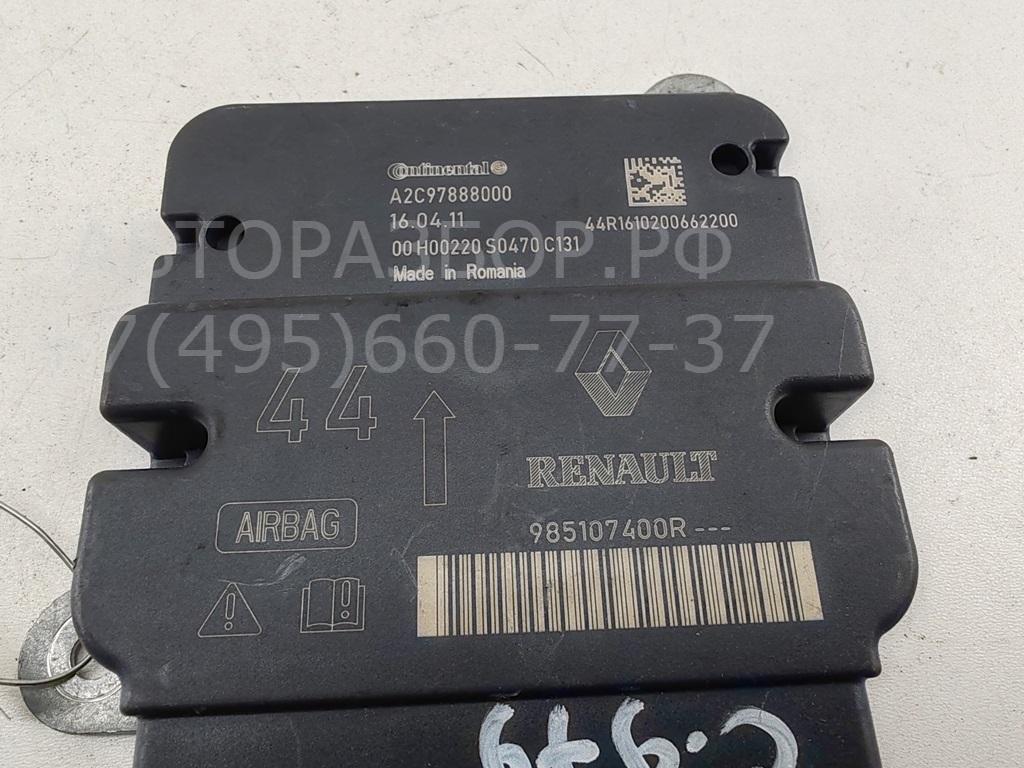 Continental
A2C97888000
16.04.11
44R1610200662200
00 H00220 S0470 C131
Made in Romania
АВТОРАЗБОР.РФ
+7(495)660-77-37
44
RENAULT
985107400R ---
AIRBAG